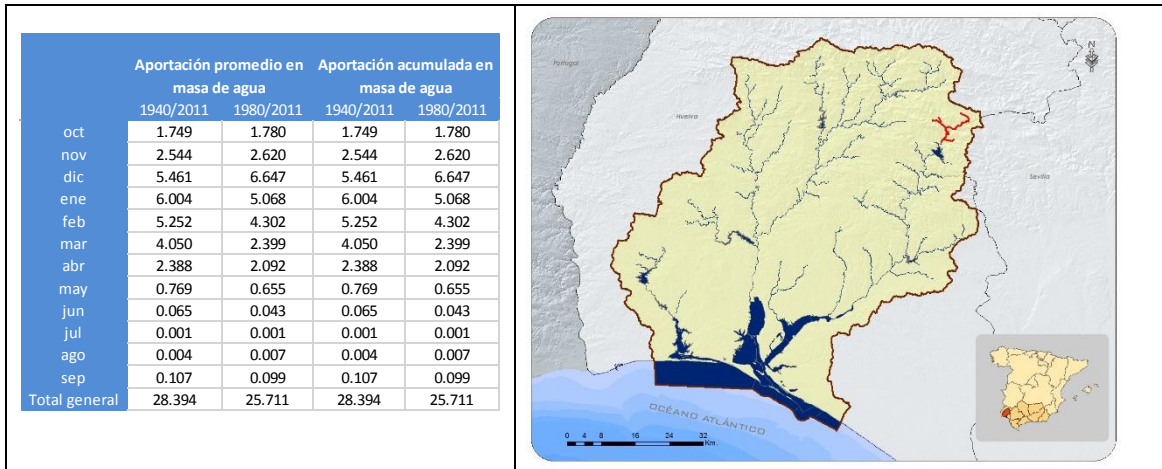 Aportación promedio en masa de agua Aportación acumulada en masa de agua
1940/2011 1980/2011 1940/2011 1980/2011
oct 1.749 1.780 1.749 1.780
nov 2.544 2.620 2.544 2.620
dic 5.461 6.647 5.461 6.647
ene 6.004 5.068 6.004 5.068
feb 5.252 4.302 5.252 4.302
mar 4.050 2.399 4.050 2.399
abr 2.388 2.092 2.388 2.092
may 0.769 0.655 0.769 0.655
jun 0.065 0.043 0.065 0.043
jul 0.001 0.001 0.001 0.001
ago 0.004 0.007 0.004 0.007
sep 0.107 0.099 0.107 0.099
Total general 28.394 25.711 28.394 25.711
N
Portugal
Huelva
Sevilla
OCÉANO ATLÁNTICO
0 4 8 16 24 32
Km.